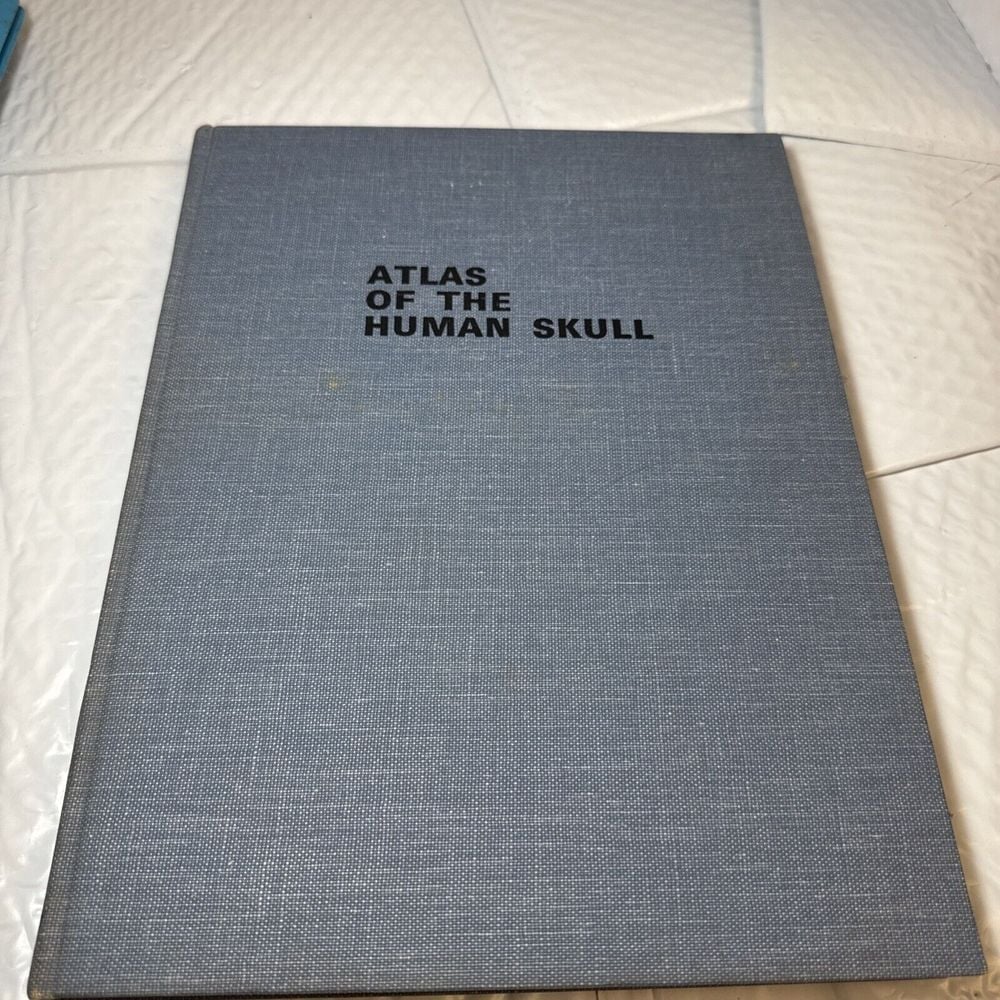 ATLAS
OF THE
HUMAN SKULL